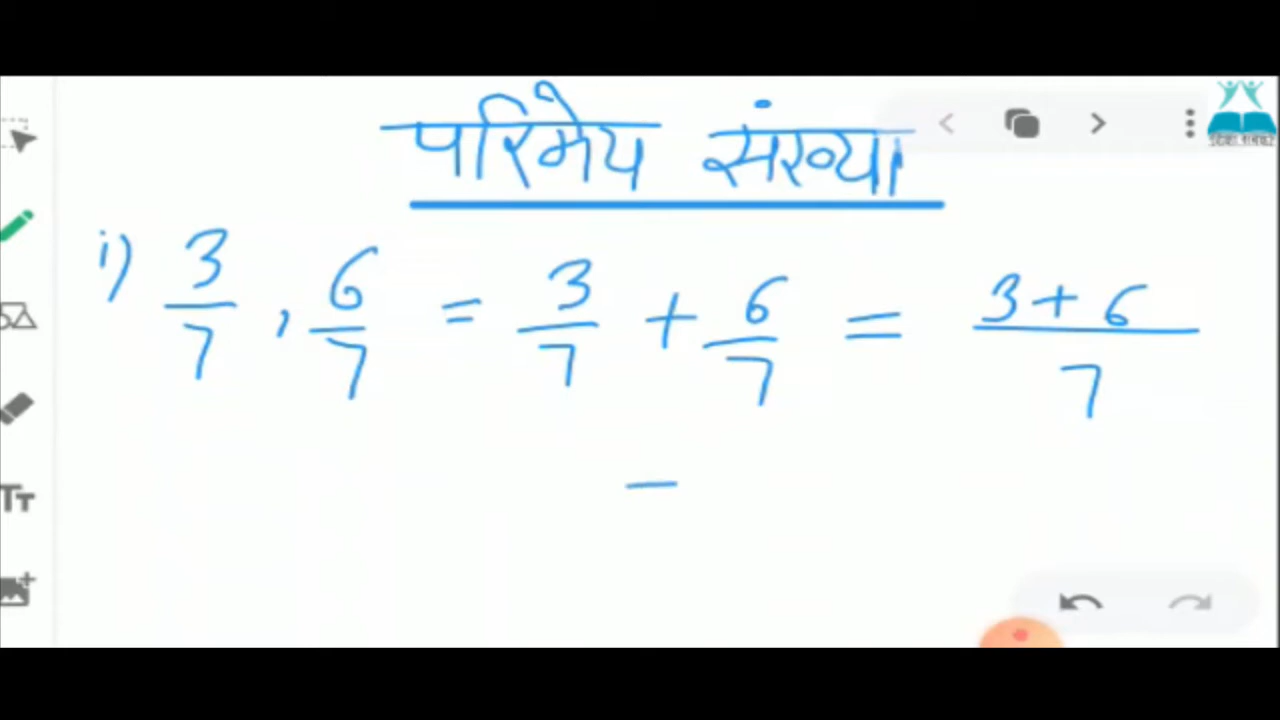 परिमेय संख्या
i) 3/7 , 6/7 = 3/7 + 6/7 = (3 + 6)/7
=